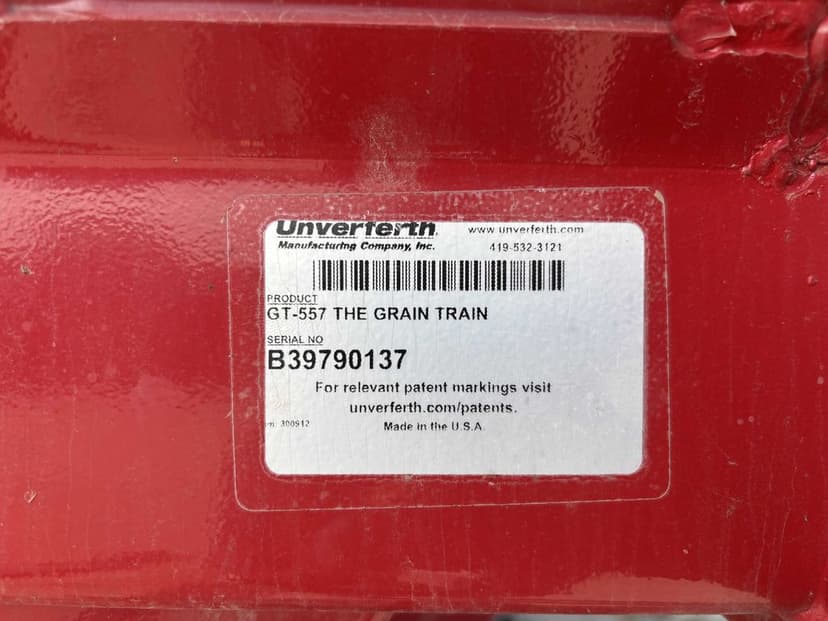 Unverferth
www.unverferth.com
Manufacturing Company, Inc.
419-532-3121
PRODUCT
GT-557 THE GRAIN TRAIN
SERIAL NO
B39790137
For relevant patent markings visit
unverferth.com/patents.
300912
Made in the U.S.A.